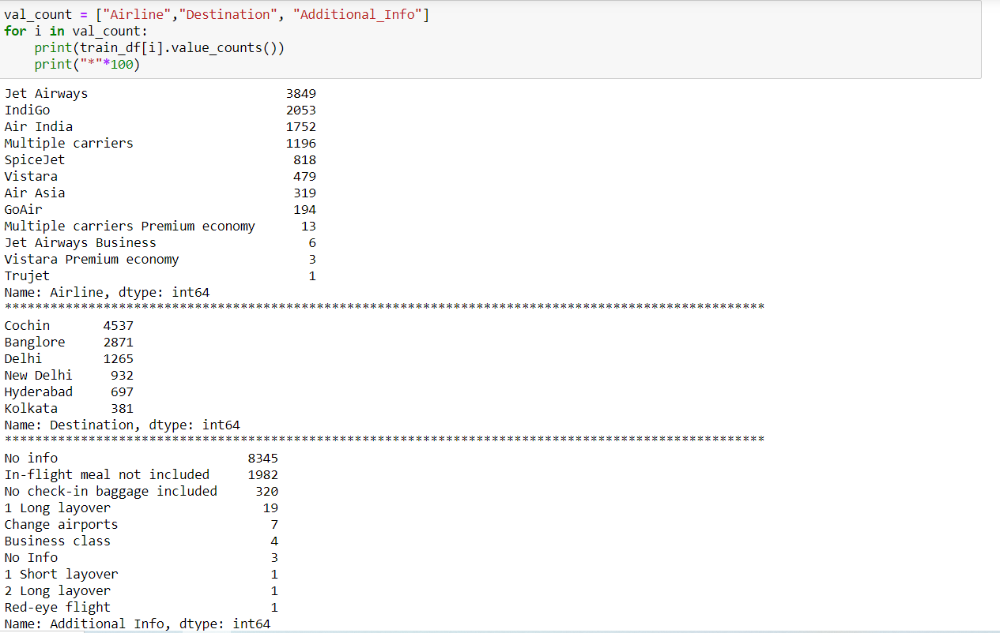 val_count = ["Airline","Destination", "Additional_Info"]
for i in val_count:
    print(train_df[i].value_counts())
    print("*"*100)
Jet Airways                          3849
IndiGo                               2053
Air India                            1752
Multiple carriers                    1196
SpiceJet                              818
Vistara                               479
Air Asia                              319
GoAir                                 194
Multiple carriers Premium economy      13
Jet Airways Business                    6
Vistara Premium economy                 3
Trujet                                  1
Name: Airline, dtype: int64
****************************************************************************************************
Cochin       4537
Banglore     2871
Delhi        1265
New Delhi     932
Hyderabad     697
Kolkata       381
Name: Destination, dtype: int64
****************************************************************************************************
No info                         8345
In-flight meal not included     1982
No check-in baggage included     320
1 Long layover                    19
Change airports                    7
Business class                     4
No Info                            3
1 Short layover                    1
2 Long layover                     1
Red-eye flight                     1
Name: Additional_Info, dtype: int64